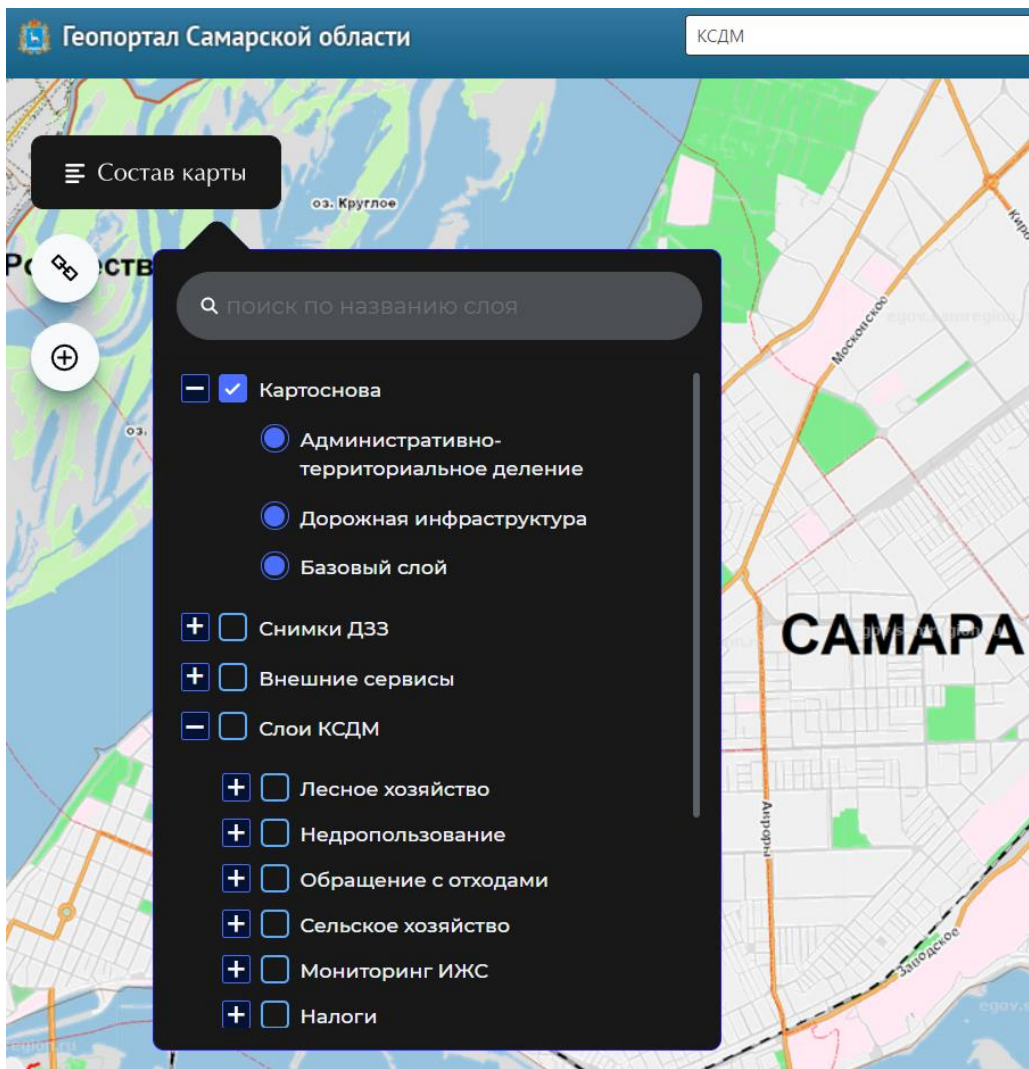 Геопортал Самарской области
КСДМ
Состав карты
оз. Круглое
оз.
поиск по названию слоя
Картоснова
Административно-
территориальное деление
Дорожная инфраструктура
Базовый слой
Снимки ДЗЗ
Внешние сервисы
Слои КСДМ
Лесное хозяйство
Недропользование
Обращение с отходами
Сельское хозяйство
Мониторинг ИЖС
Налоги
Московское
САМАРА
Авроры
Заводское